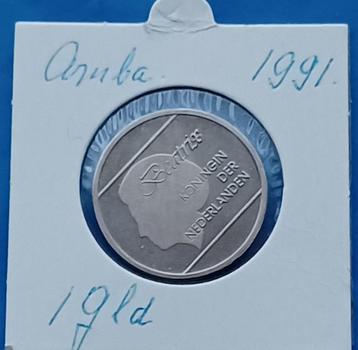 Aruba. 1991.
Beatrix
KONINGIN
DER
NEDERLANDEN
1 gld